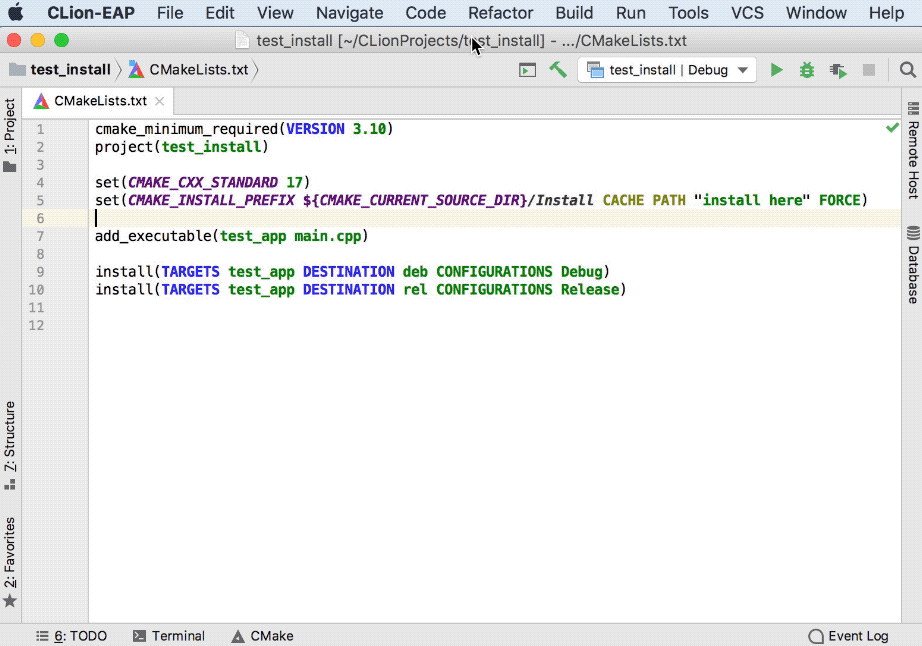 CLion-EAP File Edit View Navigate Code Refactor Build Run Tools VCS Window Help
test_install [~/CLionProjects/test_install] - .../CMakeLists.txt
test_install CMakeLists.txt test_install | Debug
CMakeLists.txt
1: Project
Z: Structure
2: Favorites
1 cmake_minimum_required(VERSION 3.10)
2 project(test_install)
3
4 set(CMAKE_CXX_STANDARD 17)
5 set(CMAKE_INSTALL_PREFIX ${CMAKE_CURRENT_SOURCE_DIR}/Install CACHE PATH "install here" FORCE)
6
7 add_executable(test_app main.cpp)
8
9 install(TARGETS test_app DESTINATION deb CONFIGURATIONS Debug)
10 install(TARGETS test_app DESTINATION rel CONFIGURATIONS Release)
11
12
Remote Host
Database
6: TODO Terminal CMake Event Log